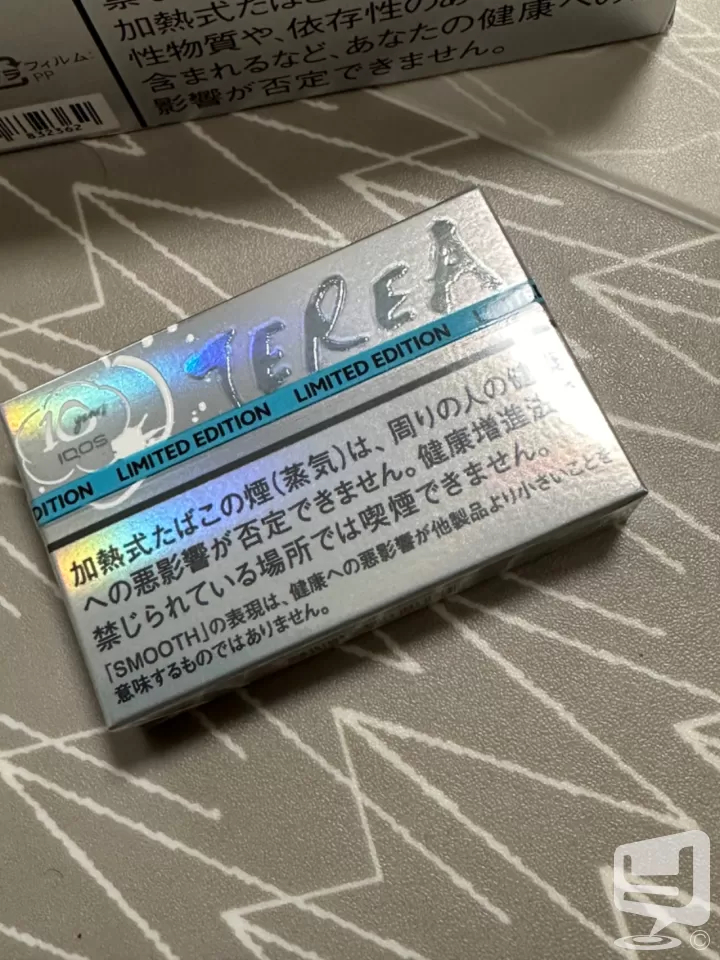 加熱式たばこ
性物質や、依存性の
含まれるなど、あなたの健康への
影響が否定できません。
フィルム:
PP
832362
TEREA
LIMITED EDITION LIMITED EDITION
DITION
10
IQOS
加熱式たばこの煙(蒸気)は、周りの人の健
への悪影響が否定できません。健康増進法
禁じられている場所では喫煙できません。
「SMOOTH」の表現は、健康への悪影響が他製品より小さいことを
意味するものではありません。